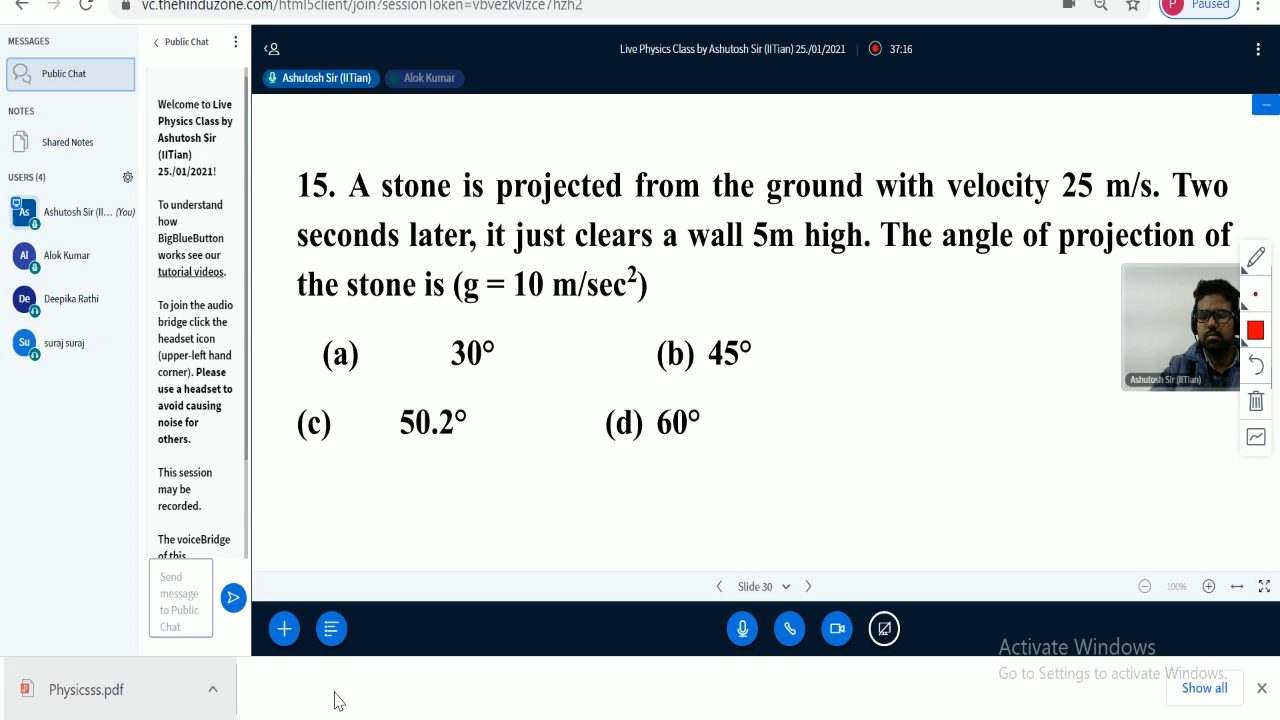 vc.thehinduzone.com/html5client/join?sessionToken=vbvezkvlzce7hzh2
P
Paused
MESSAGES
Public Chat
NOTES
Shared Notes
USERS (4)
As
Ashutosh Sir (II... (You)
Al
Alok Kumar
De
Deepika Rathi
Su
suraj suraj
Public Chat
Welcome to Live
Physics Class by
Ashutosh Sir
(IITian)
25./01/2021!
To understand
how
BigBlueButton
works see our
tutorial videos.
To join the audio
bridge click the
headset icon
(upper-left hand
corner). Please
use a headset to
avoid causing
noise for
others.
This session
may be
recorded.
The voiceBridge
of this
Send
message
to Public
Chat
Live Physics Class by Ashutosh Sir (IITian) 25./01/2021
37:16
Ashutosh Sir (IITian)
Alok Kumar
15. A stone is projected from the ground with velocity 25 m/s. Two
seconds later, it just clears a wall 5m high. The angle of projection of
the stone is (g = 10 m/sec²)
(a) 30° (b) 45°
(c) 50.2° (d) 60°
Ashutosh Sir (IITian)
Slide 30
100%
Activate Windows
Go to Settings to activate Windows.
Physicsss.pdf
Show all